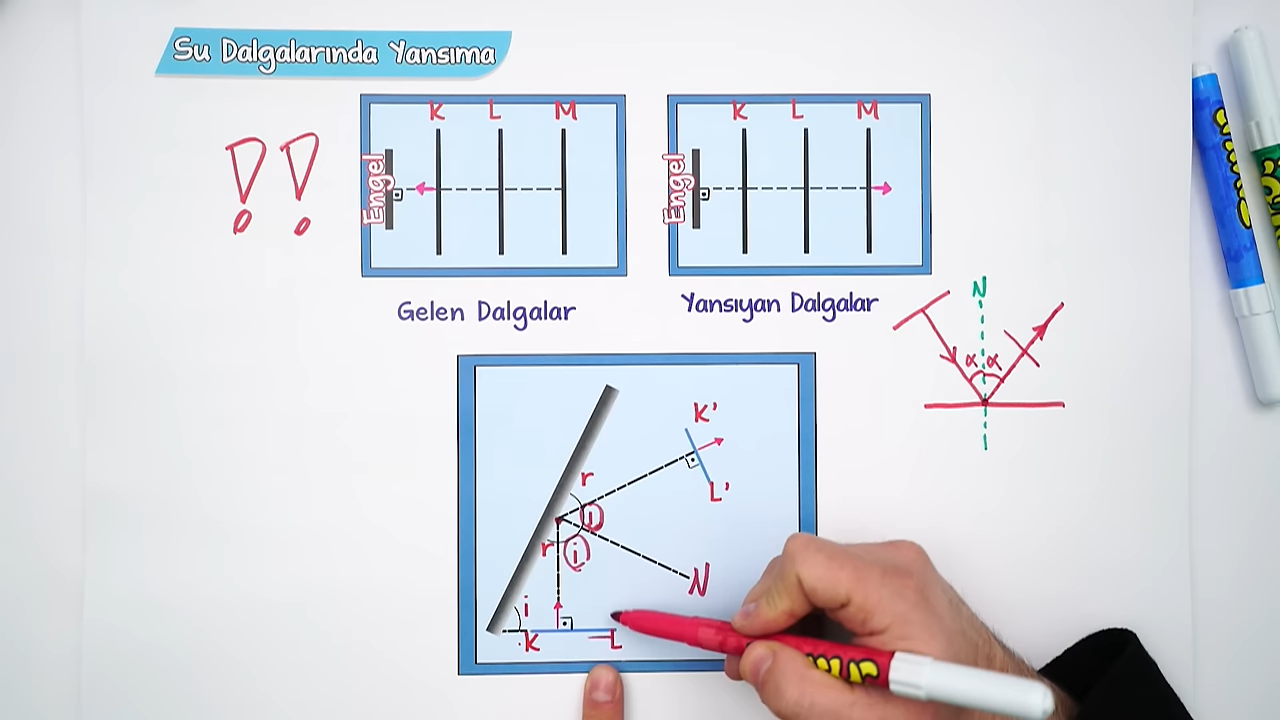 Su Dalgalarında Yansıma
!!
K L M
Engel
Gelen Dalgalar
K L M
Engel
Yansıyan Dalgalar
N
α α
K'
L'
r
i
r i
N
i
K L